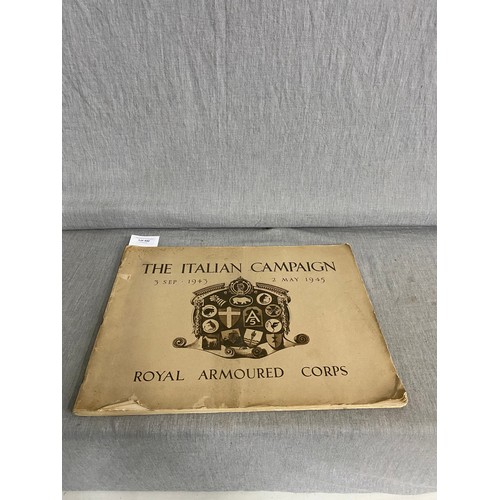 THE ITALIAN CAMPAIGN
3 SEP 1943 2 MAY 1945
ROYAL ARMOURED CORPS